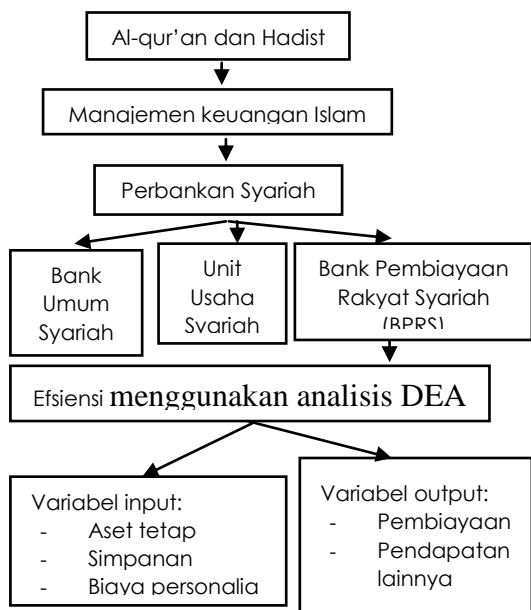 Al-qur'an dan Hadist
Manajemen keuangan Islam
Perbankan Syariah
Bank
Umum
Syariah
Unit
Usaha
Syariah
Bank Pembiayaan
Rakyat Syariah
(BPRS)
Efsiensi menggunakan analisis DEA
Variabel input:
- Aset tetap
- Simpanan
- Biaya personalia
Variabel output:
- Pembiayaan
- Pendapatan
lainnya